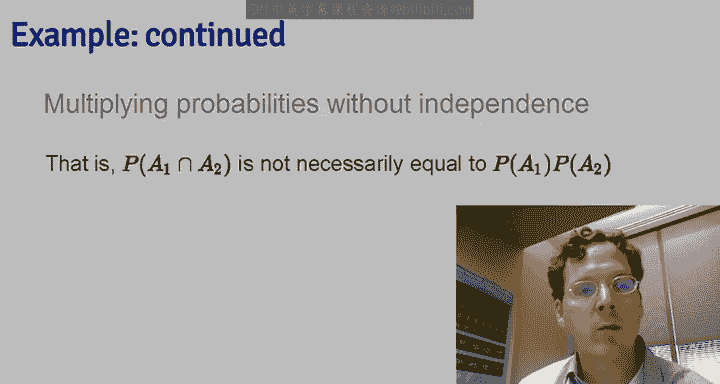 Example: continued
Multiplying probabilities without independence
That is, P(A₁ ∩ A₂) is not necessarily equal to P(A₁)P(A₂)